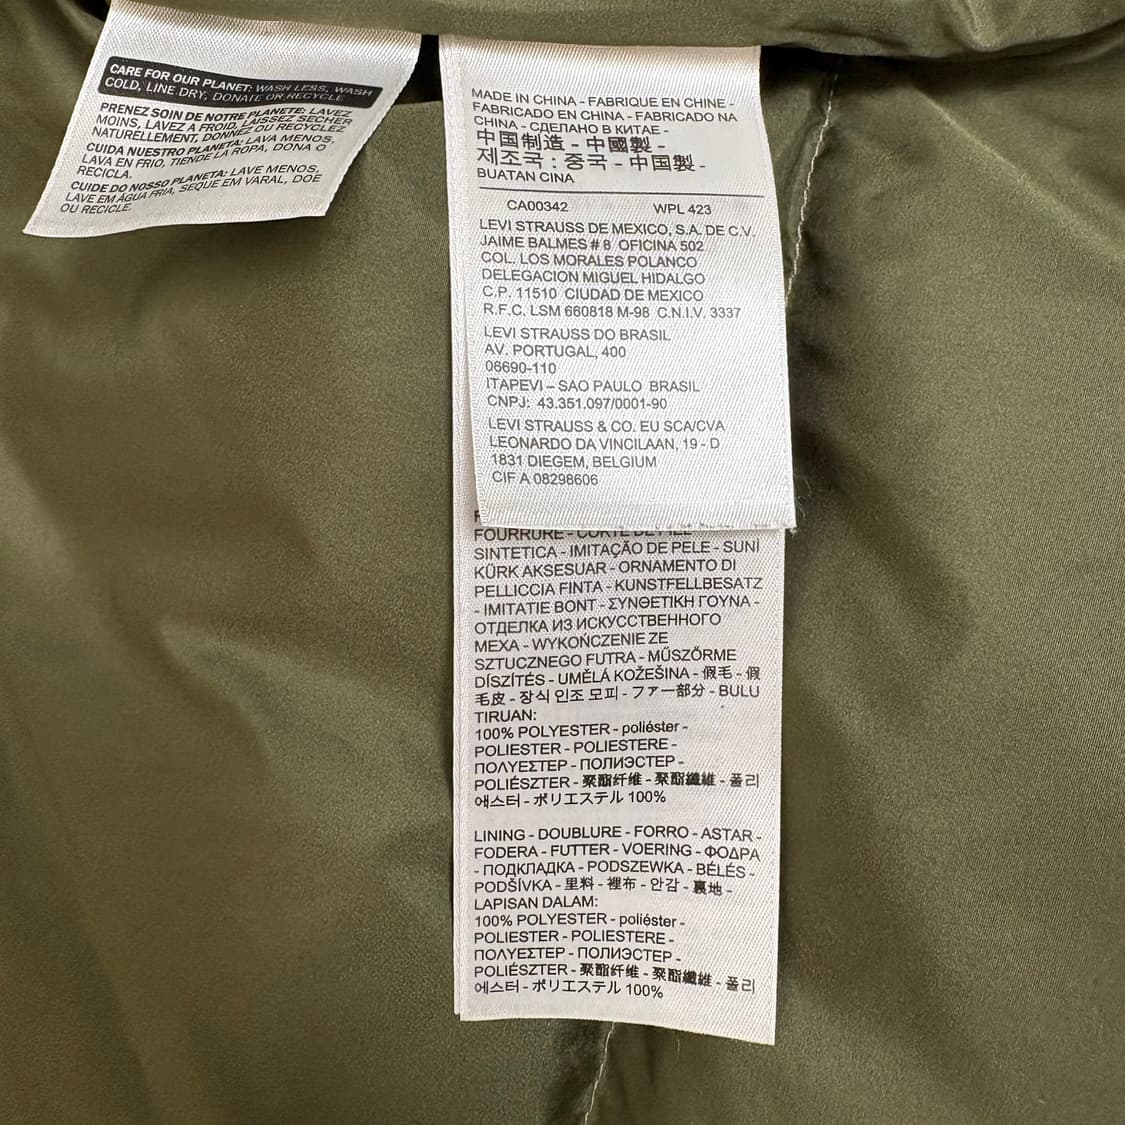 CARE FOR OUR PLANET: WASH LESS, WASH
COLD, LINE DRY, DONATE OR RECYCLE
PRENEZ SOIN DE NOTRE PLANETE: LAVEZ
MOINS, LAVEZ A FROID, LAISSEZ SÉCHER
NATURELLEMENT, DONNEZ OU RECYCLEZ
CUIDA NUESTRO PLANETA: LAVA MENOS,
LAVA EN FRIO, TIENDE LA ROPA, DONA O
RECICLA.
CUIDE DO NOSSO PLANETA: LAVE MENOS,
LAVE EM ÁGUA FRIA, SEQUE EM VARAL, DOE
OU RECICLE.
MADE IN CHINA - FABRIQUE EN CHINE -
FABRICADO EN CHINA - FABRICADO NA
CHINA - СДЕЛАНО В КИТАЕ -
中国制造 - 中國製 -
제조국 : 중국 - 中国製 -
BUATAN CINA
CA00342 WPL 423
LEVI STRAUSS DE MEXICO, S.A. DE C.V.
JAIME BALMES # 8 OFICINA 502
COL. LOS MORALES POLANCO
DELEGACION MIGUEL HIDALGO
C.P. 11510 CIUDAD DE MEXICO
R.F.C. LSM 660818 M-98 C.N.I.V. 3337
LEVI STRAUSS DO BRASIL
AV. PORTUGAL, 400
06690-110
ITAPEVI – SAO PAULO BRASIL
CNPJ: 43.351.097/0001-90
LEVI STRAUSS & CO. EU SCA/CVA
LEONARDO DA VINCILAAN, 19 - D
1831 DIEGEM, BELGIUM
CIF A 08298606
FOURRURE - CORTE DE PIEL
SINTETICA - IMITAÇÃO DE PELE - SUNİ
KÜRK AKSESUAR - ORNAMENTO DI
PELLICCIA FINTA - KUNSTFELLBESATZ
- IMITATIE BONT - ΣΥΝΘΕΤΙΚΗ ΓΟΥΝΑ -
ОТДЕЛКА ИЗ ИСКУССТВЕННОГО
МЕХА - WYKOŃCZENIE ZE
SZTUCZNEGO FUTRA - MŰSZŐRME
DÍSZÍTÉS - UMĚLÁ KOŽEŠINA - 假毛 - 假
毛皮 - 장식 인조 모피 - ファー部分 - BULU
TIRUAN:
100% POLYESTER - poliéster -
POLIESTER - POLIESTERE -
ΠΟΛΥΕΣΤΕΡ - ПОЛИЭСТЕР -
POLIÉSZTER - 聚酯纤维 - 聚酯纖維 - 폴리
에스터 - ポリエステル 100%
LINING - DOUBLURE - FORRO - ASTAR -
FODERA - FUTTER - VOERING - ΦΟΔΡΑ
- ПОДКЛАДКА - PODSZEWKA - BÉLÉS -
PODŠÍVKA - 里料 - 裡布 - 안감 - 裏地 -
LAPISAN DALAM:
100% POLYESTER - poliéster -
POLIESTER - POLIESTERE -
ΠΟΛΥΕΣΤΕΡ - ПОЛИЭСТЕР -
POLIÉSZTER - 聚酯纤维 - 聚酯纖維 - 폴리
에스터 - ポリエステル 100%